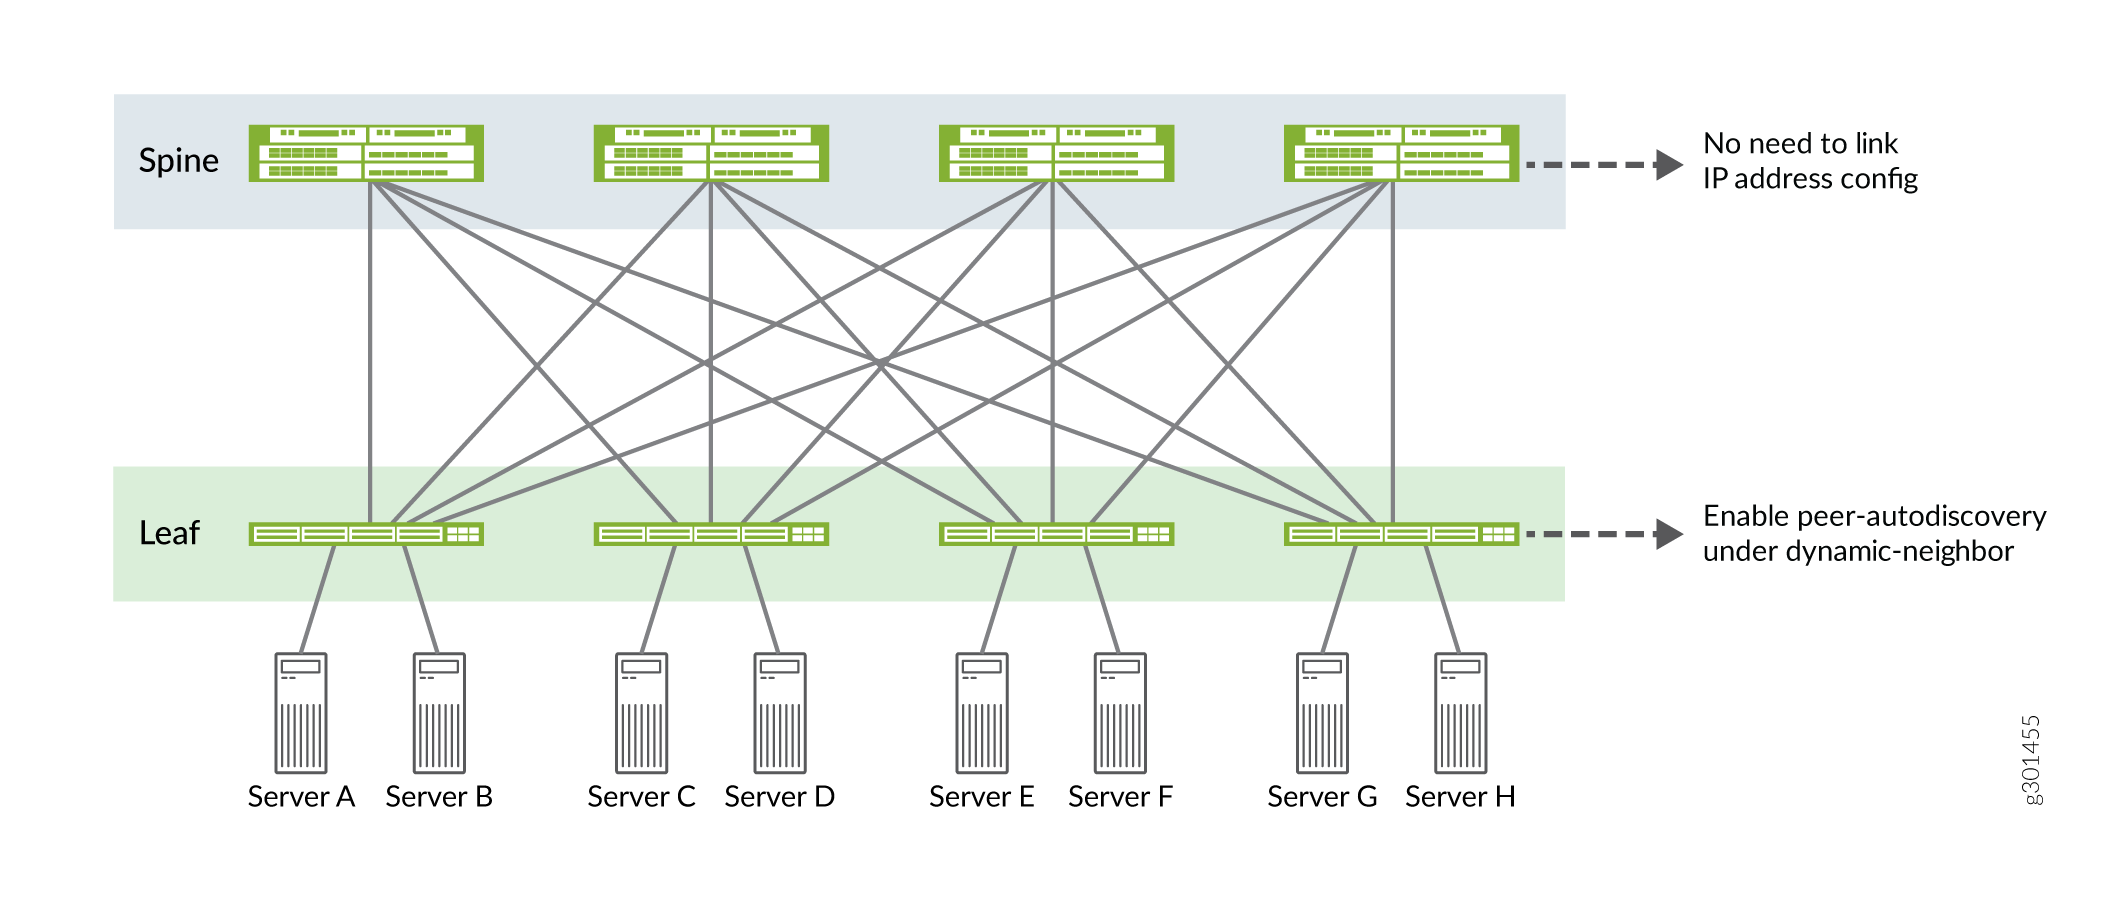 Spine
No need to link
IP address config
Leaf
Enable peer-autodiscovery
under dynamic-neighbor
Server A
Server B
Server C
Server D
Server E
Server F
Server G
Server H
g301455